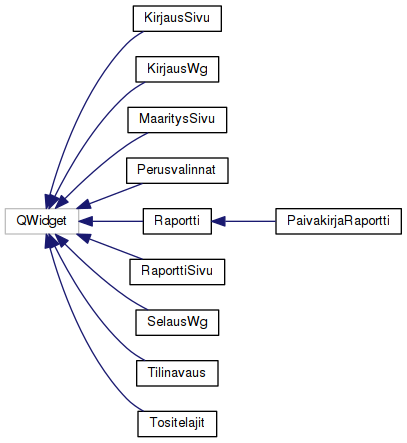 KirjausSivu
KirjausWg
MaaritysSivu
Perusvalinnat
QWidget
Raportti
PaivakirjaRaportti
RaporttiSivu
SelausWg
Tilinavaus
Tositelajit